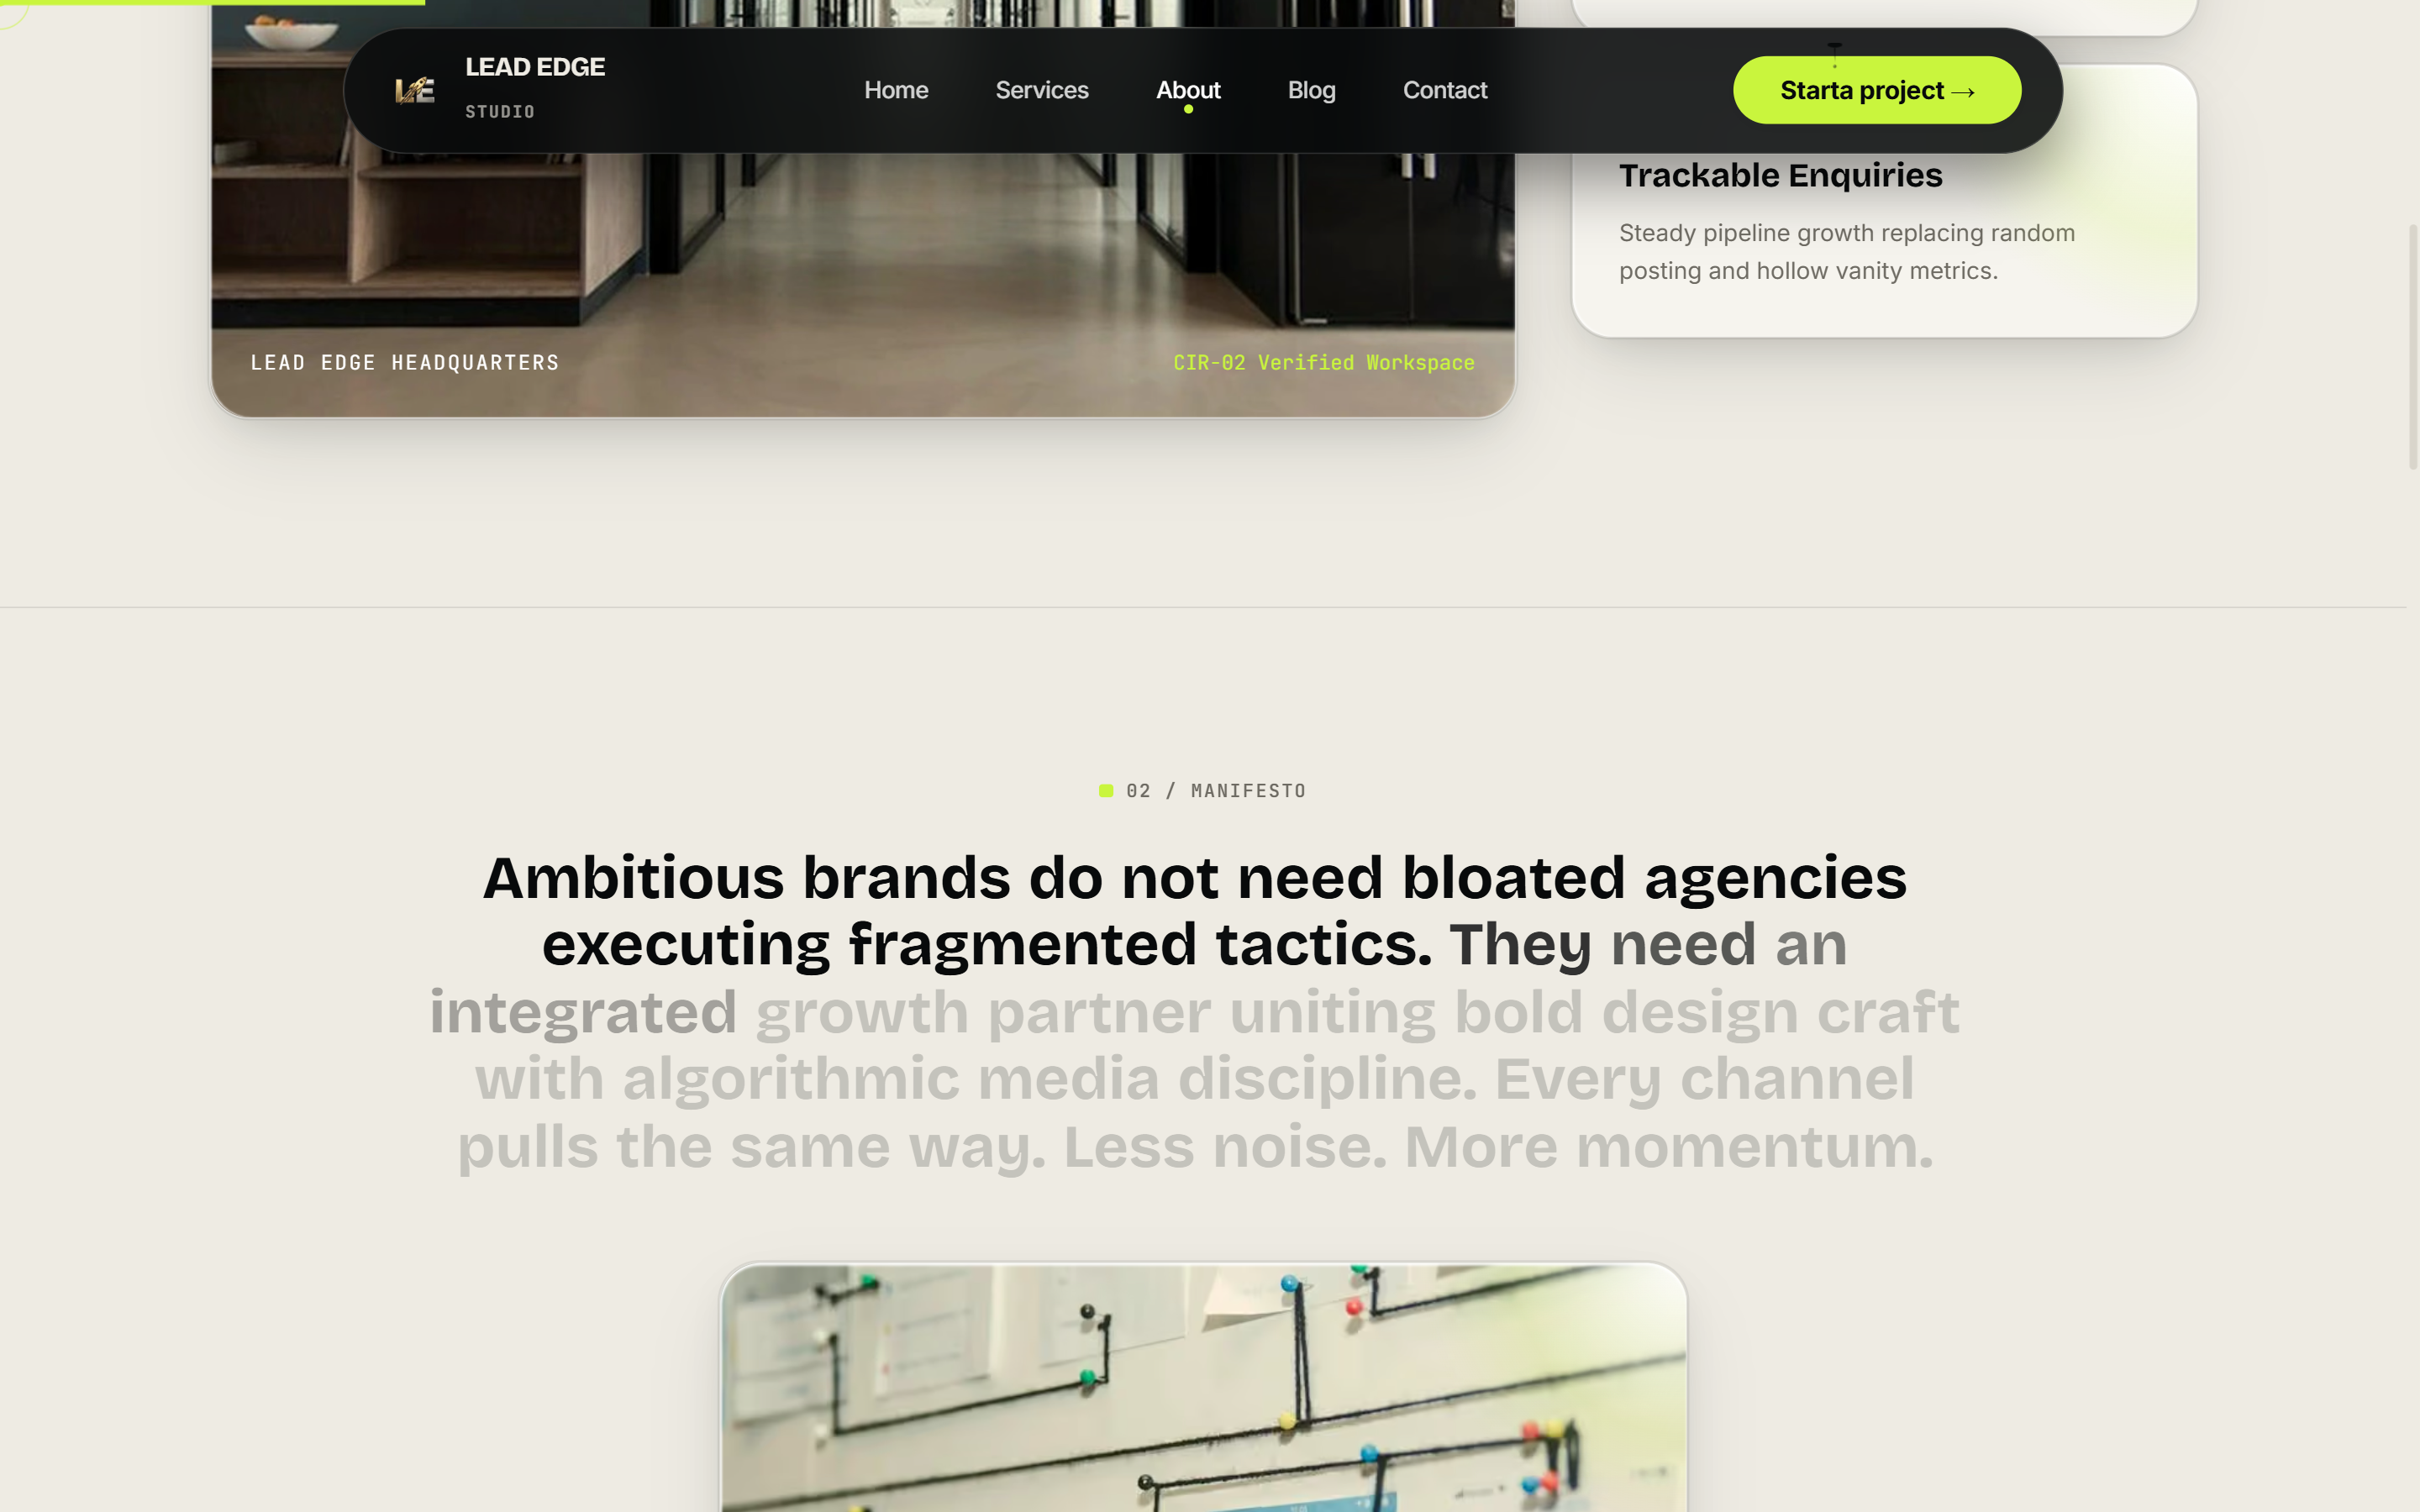 LEAD EDGE
STUDIO
Home
Services
About
Blog
Contact
Starta project →
Trackable Enquiries
Steady pipeline growth replacing random
posting and hollow vanity metrics.
LEAD EDGE HEADQUARTERS
CIR-02 Verified Workspace
02 / MANIFESTO
Ambitious brands do not need bloated agencies
executing fragmented tactics. They need an
integrated growth partner uniting bold design craft
with algorithmic media discipline. Every channel
pulls the same way. Less noise. More momentum.